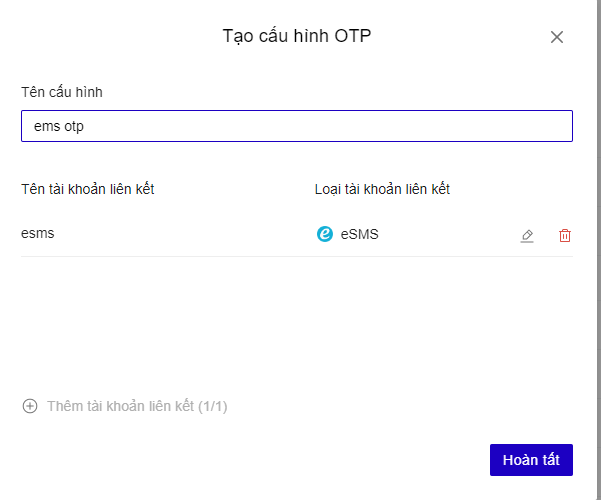 Tạo cấu hình OTP
Tên cấu hình
ems otp
Tên tài khoản liên kết Loại tài khoản liên kết
esms eSMS
Thêm tài khoản liên kết (1/1)
Hoàn tất